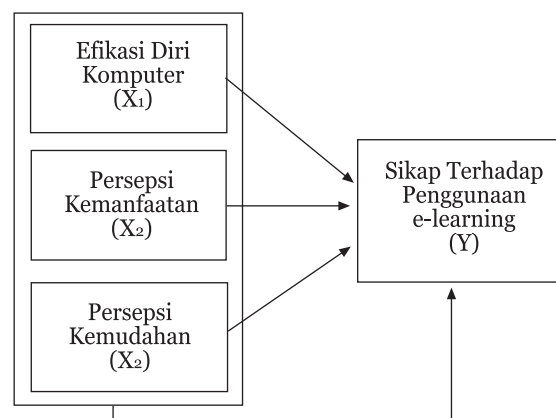 Efikasi Diri
Komputer
(X₁)
Persepsi
Kemanfaatan
(X₂)
Persepsi
Kemudahan
(X₂)
Sikap Terhadap
Penggunaan
e-learning
(Y)